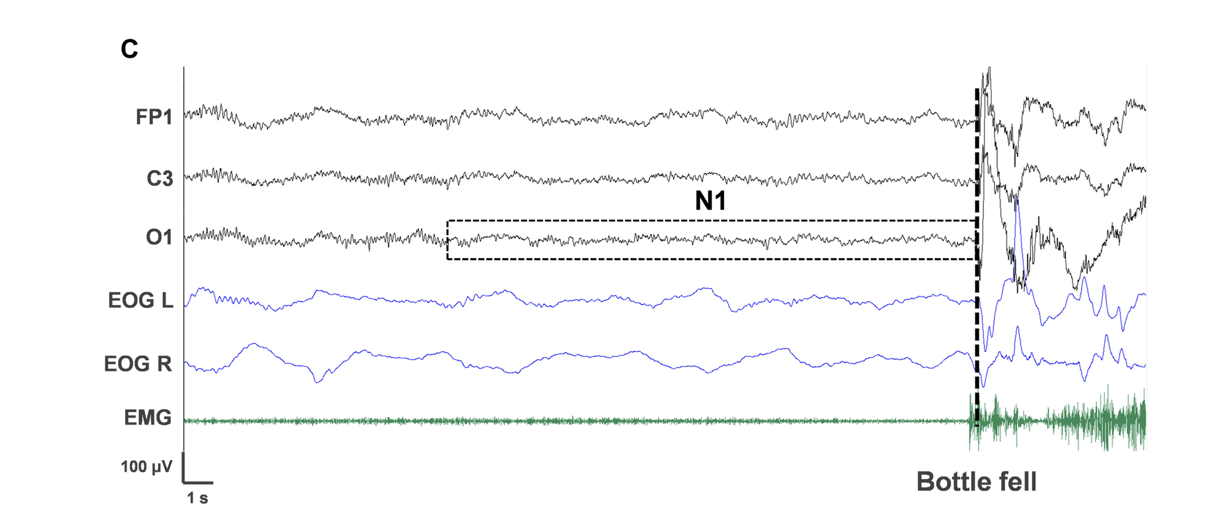 C
FP1
C3
N1
O1
EOG L
EOG R
EMG
100 µV
1 s
Bottle fell